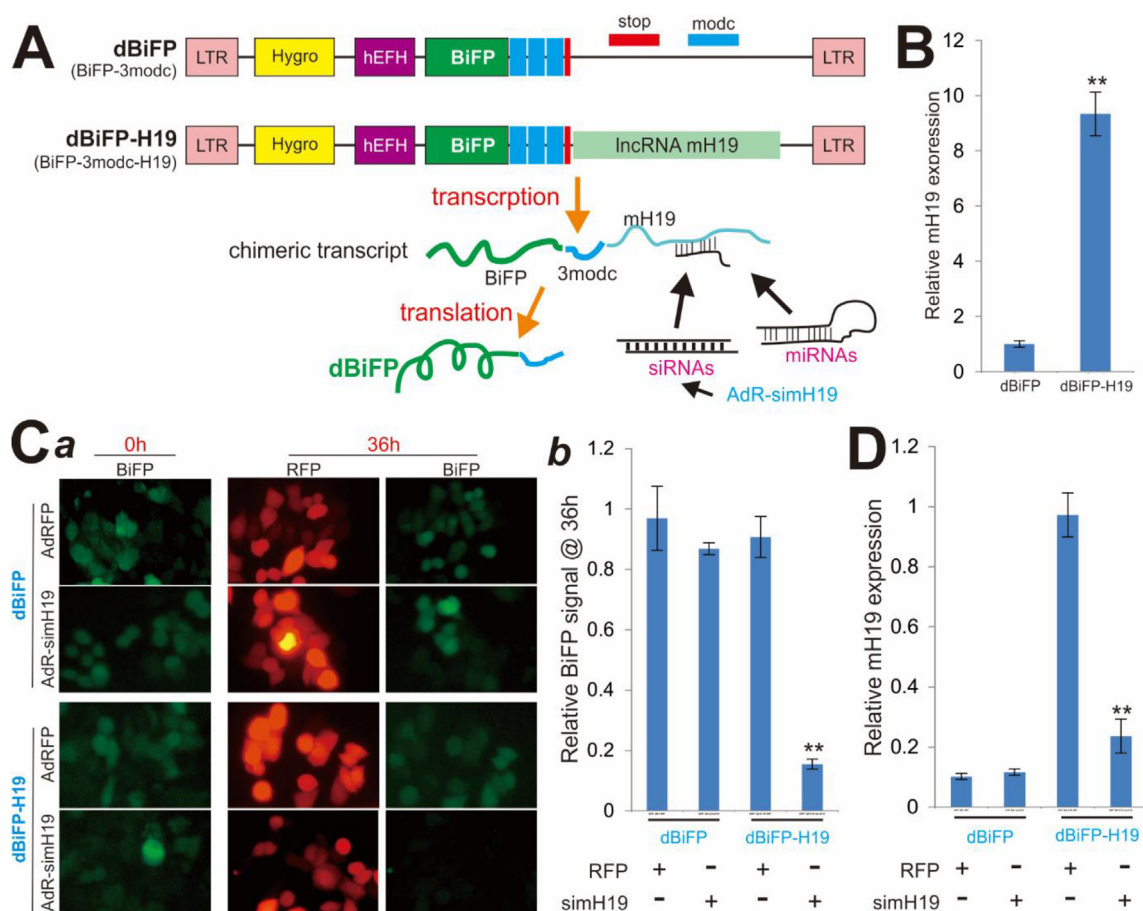 A
dBiFP
(BiFP-3modc)
LTR Hygro hEFH BiFP LTR
stop modc
dBiFP-H19
(BiFP-3modc-H19)
LTR Hygro hEFH BiFP lncRNA mH19 LTR
transcrption
chimeric transcript
BiFP
3modc
mH19
translation
dBiFP
siRNAs
miRNAs
AdR-simH19
B
Relative mH19 expression
12
10
8
6
4
2
1
0
**
dBiFP dBiFP-H19
C a
0h 36h
BiFP RFP BiFP
dBiFP
AdRFP
AdR-simH19
dBiFP-H19
AdRFP
AdR-simH19
b
Relative BiFP signal @ 36h
1.2
1
0.8
0.6
0.4
0.2
0
**
dBiFP dBiFP-H19
RFP + - + -
simH19 - + - +
D
Relative mH19 expression
1.2
1
0.8
0.6
0.4
0.2
0
**
dBiFP dBiFP-H19
RFP + - + -
simH19 - + - +